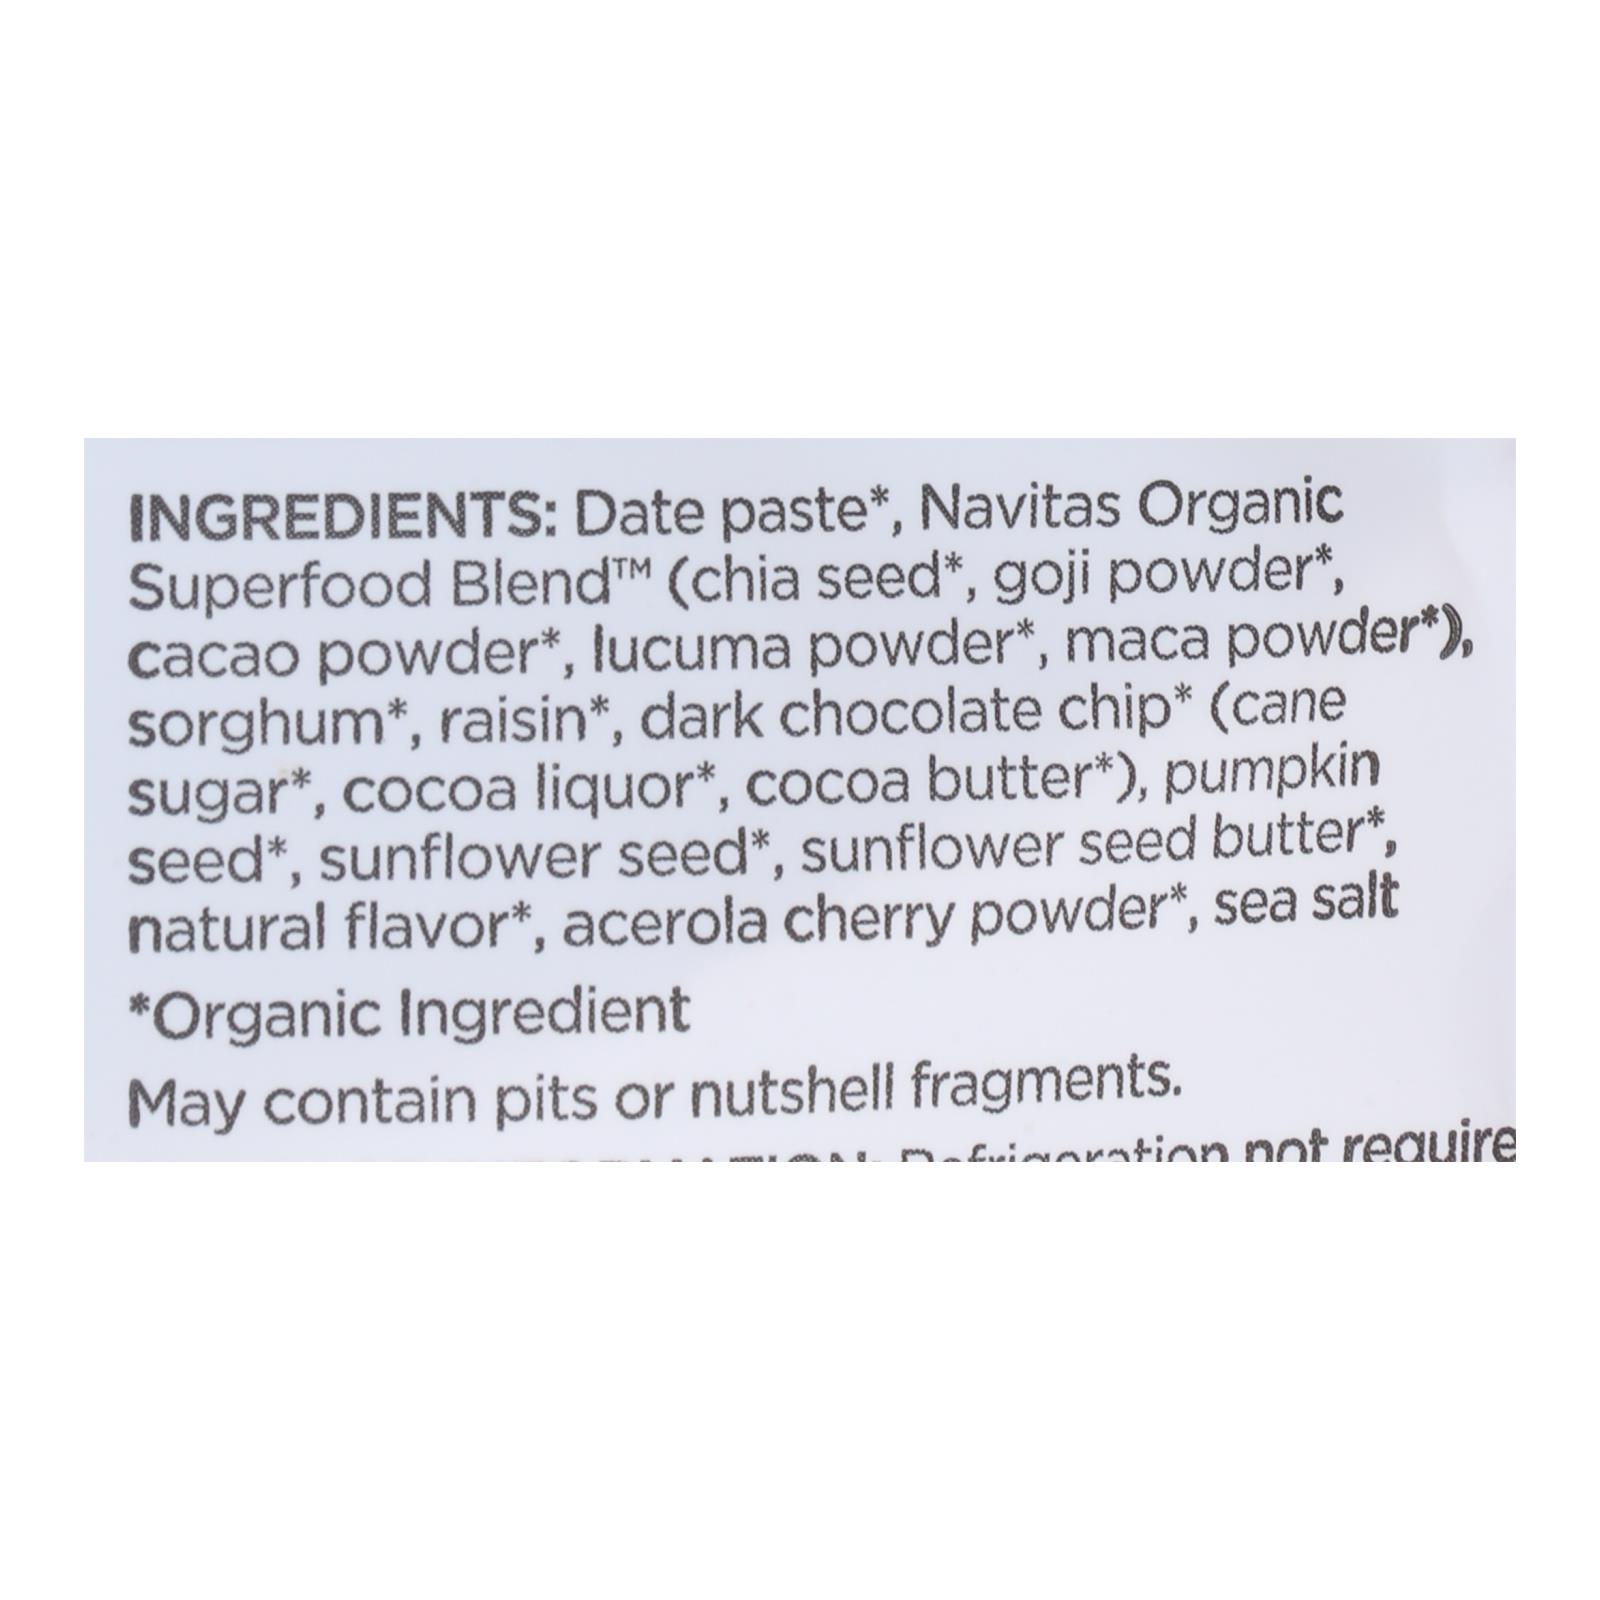 INGREDIENTS: Date paste*, Navitas Organic
Superfood Blend™ (chia seed*, goji powder*,
cacao powder*, lucuma powder*, maca powder*),
sorghum*, raisin*, dark chocolate chip* (cane
sugar*, cocoa liquor*, cocoa butter*), pumpkin
seed*, sunflower seed*, sunflower seed butter*,
natural flavor*, acerola cherry powder*, sea salt
*Organic Ingredient
May contain pits or nutshell fragments.
Refrigeration not require